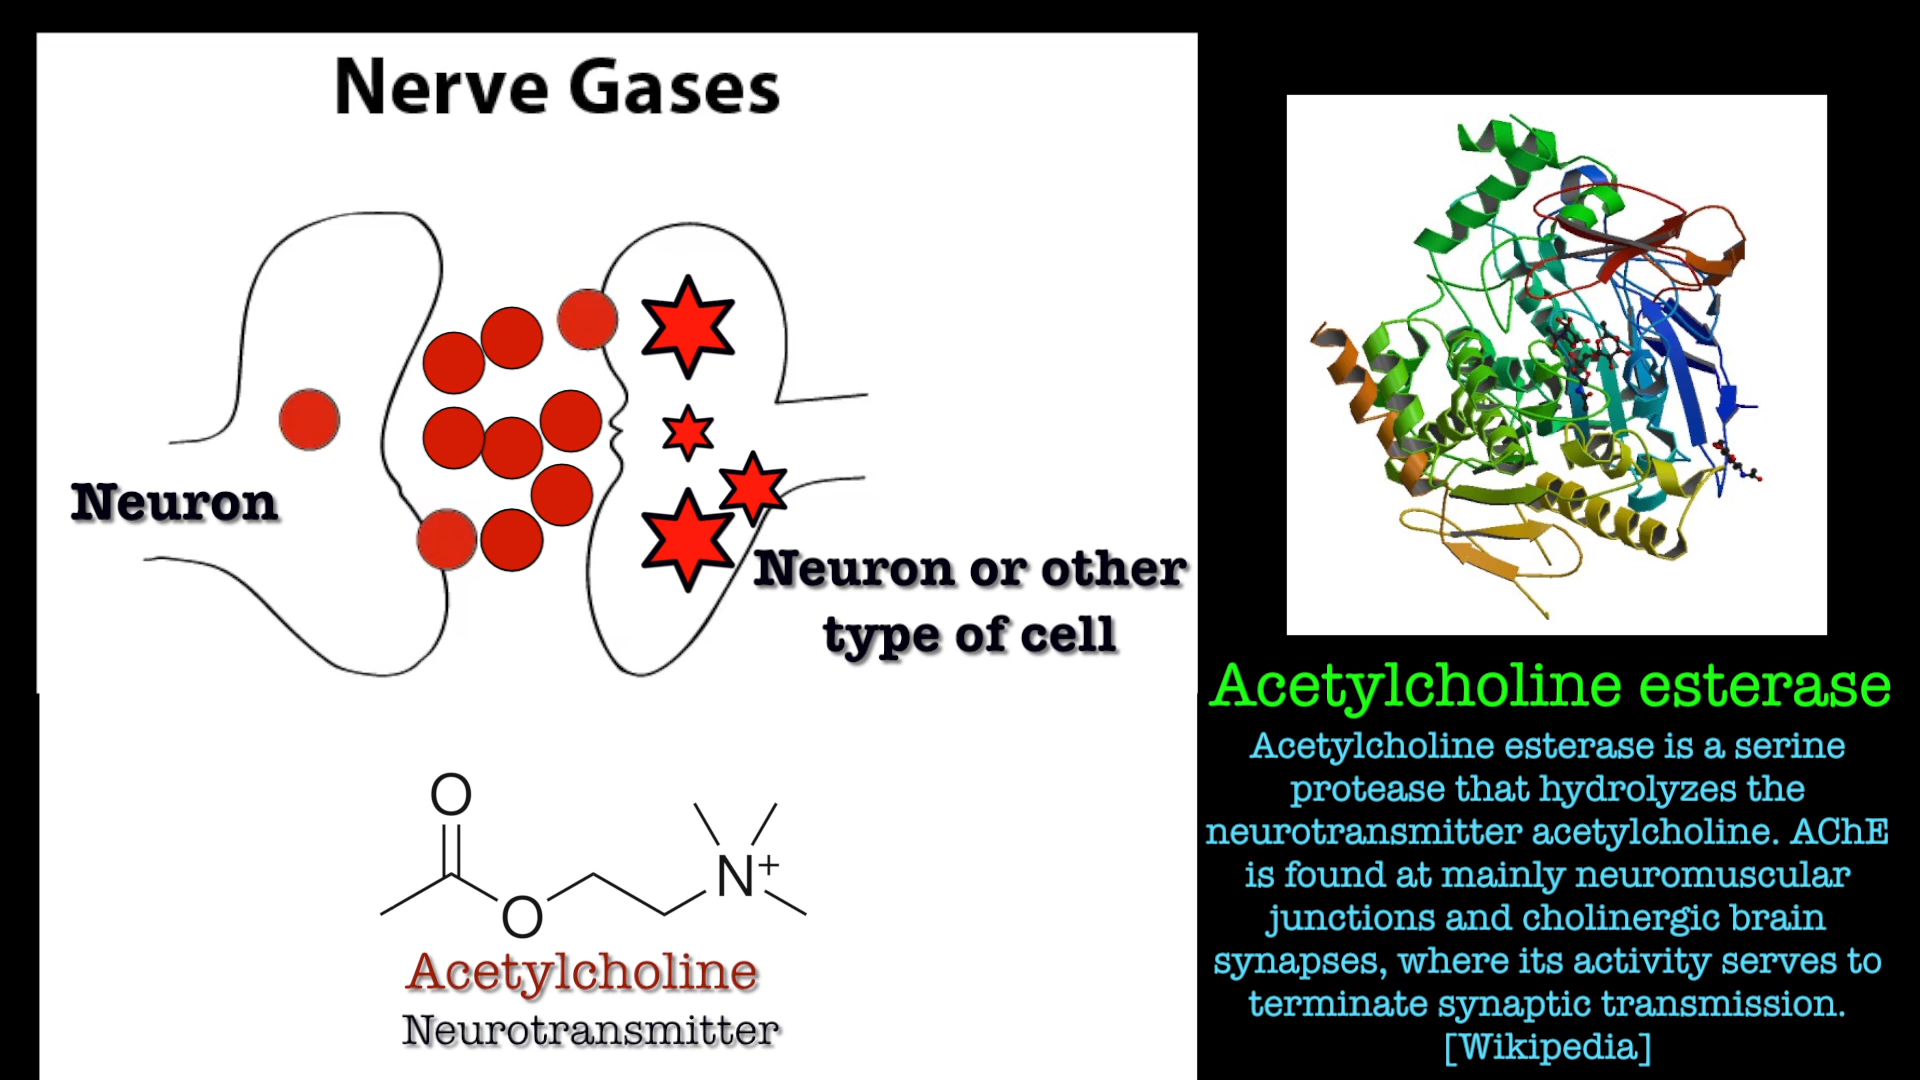 Nerve Gases
Neuron
Neuron or other
type of cell
O
O
N+
Acetylcholine
Neurotransmitter
Acetylcholine esterase
Acetylcholine esterase is a serine
protease that hydrolyzes the
neurotransmitter acetylcholine. AChE
is found at mainly neuromuscular
junctions and cholinergic brain
synapses, where its activity serves to
terminate synaptic transmission.
[Wikipedia]